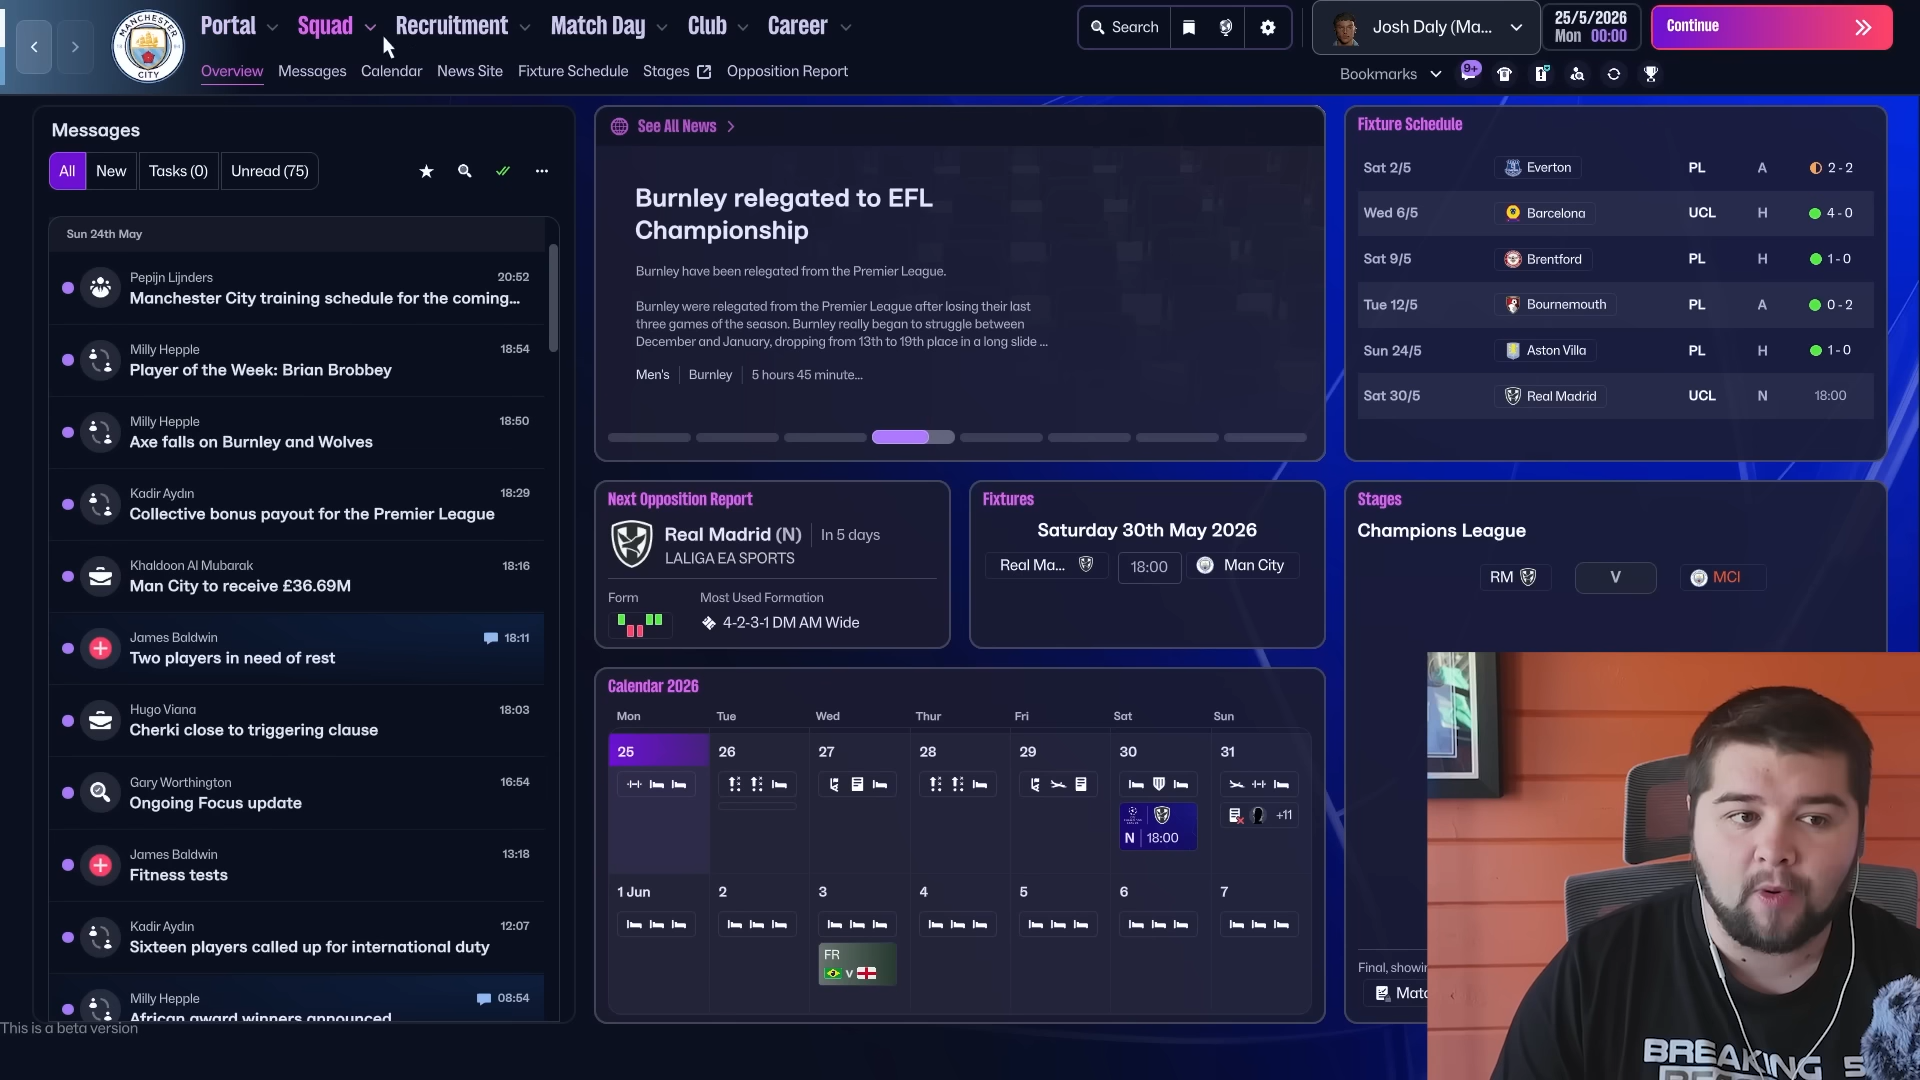 Portal
Squad
Recruitment
Match Day
Club
Career
Search
Josh Daly (Ma...
25/5/2026
Mon 00:00
Continue
Overview
Messages
Calendar
News Site
Fixture Schedule
Stages
Opposition Report
Bookmarks
9+
MANCHESTER
CITY
Messages
All
New
Tasks (0)
Unread (75)
Sun 24th May
Pepijn Lijnders 20:52
Manchester City training schedule for the coming...
Milly Hepple 18:54
Player of the Week: Brian Brobbey
Milly Hepple 18:50
Axe falls on Burnley and Wolves
Kadir Aydın 18:29
Collective bonus payout for the Premier League
Khaldoon Al Mubarak 18:16
Man City to receive £36.69M
James Baldwin 18:11
Two players in need of rest
Hugo Viana 18:03
Cherki close to triggering clause
Gary Worthington 16:54
Ongoing Focus update
James Baldwin 13:18
Fitness tests
Kadir Aydın 12:07
Sixteen players called up for international duty
Milly Hepple 08:54
African award winners announced
This is a beta version
See All News
Burnley relegated to EFL
Championship
Burnley have been relegated from the Premier League.
Burnley were relegated from the Premier League after losing their last
three games of the season. Burnley really began to struggle between
December and January, dropping from 13th to 19th place in a long slide ...
Men's Burnley 5 hours 45 minute...
Fixture Schedule
Sat 2/5 Everton PL A 2 - 2
Wed 6/5 Barcelona UCL H 4 - 0
Sat 9/5 Brentford PL H 1 - 0
Tue 12/5 Bournemouth PL A 0 - 2
Sun 24/5 Aston Villa PL H 1 - 0
Sat 30/5 Real Madrid UCL N 18:00
Next Opposition Report
Real Madrid (N) In 5 days
LALIGA EA SPORTS
Form
Most Used Formation
4-2-3-1 DM AM Wide
Fixtures
Saturday 30th May 2026
Real Ma... 18:00 Man City
Stages
Champions League
RM V MCI
Final, showin
Matc
Calendar 2026
Mon Tue Wed Thur Fri Sat Sun
25 26 27 28 29 30 31
+11
N 18:00
1 Jun 2 3 4 5 6 7
FR
v
BREAKING